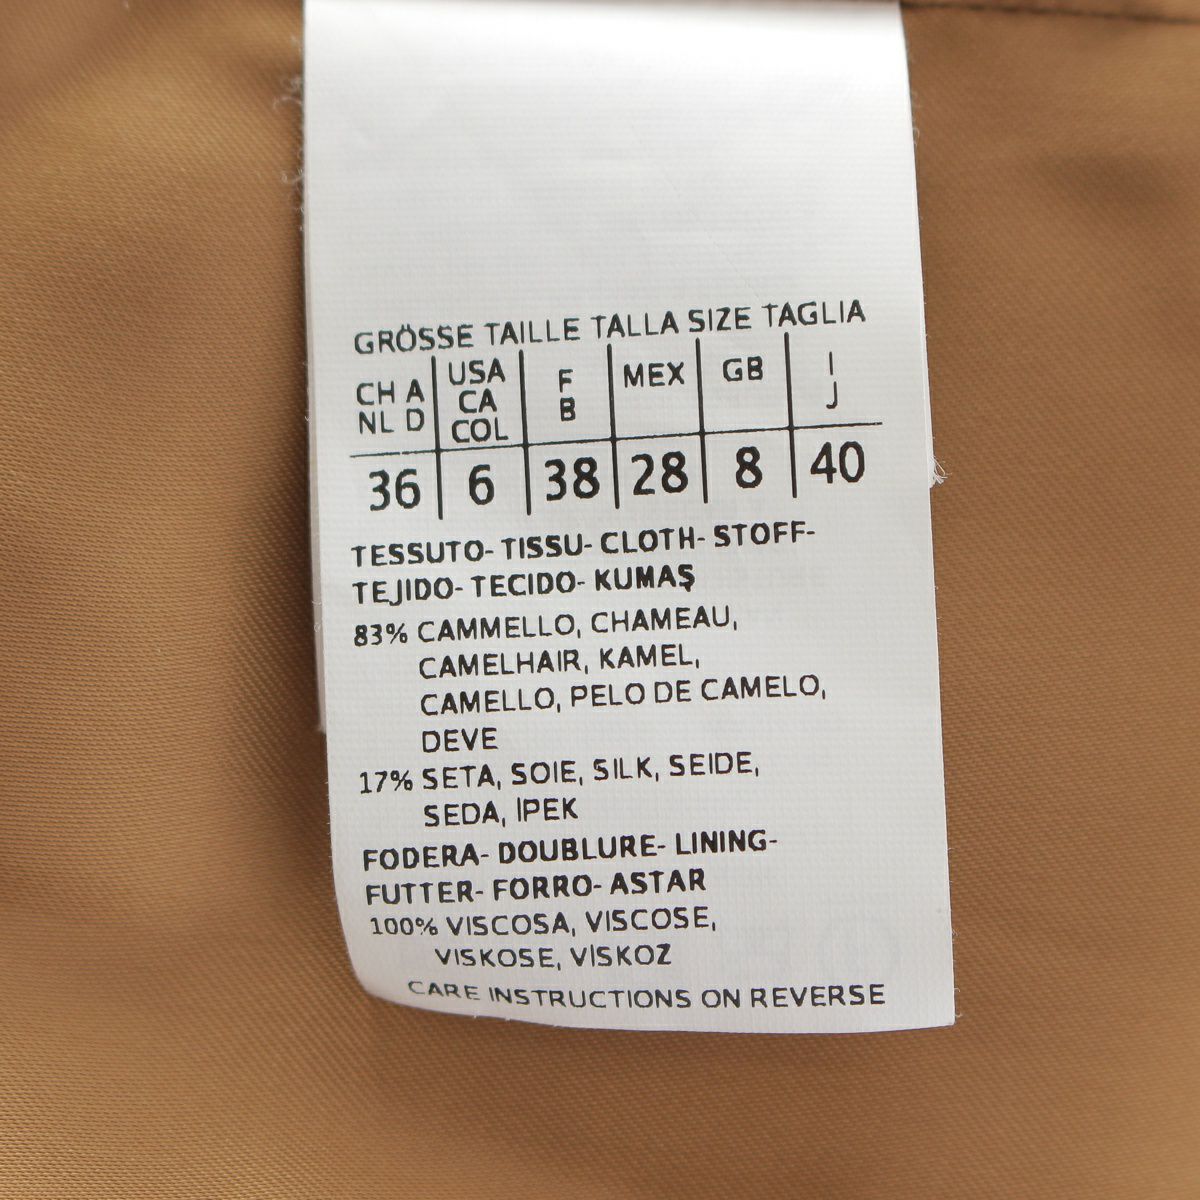 GRÖSSE TAILLE TALLA SIZE TAGLIA
CH A NL D | USA CA COL | F B | MEX | GB | I J
36 | 6 | 38 | 28 | 8 | 40
TESSUTO- TISSU- CLOTH- STOFF-
TEJIDO- TECIDO- KUMAŞ
83% CAMMELLO, CHAMEAU,
CAMELHAIR, KAMEL,
CAMELLO, PELO DE CAMELO,
DEVE
17% SETA, SOIE, SILK, SEIDE,
SEDA, İPEK
FODERA- DOUBLURE- LINING-
FUTTER- FORRO- ASTAR
100% VISCOSA, VISCOSE,
VISKOSE, VİSKOZ
CARE INSTRUCTIONS ON REVERSE